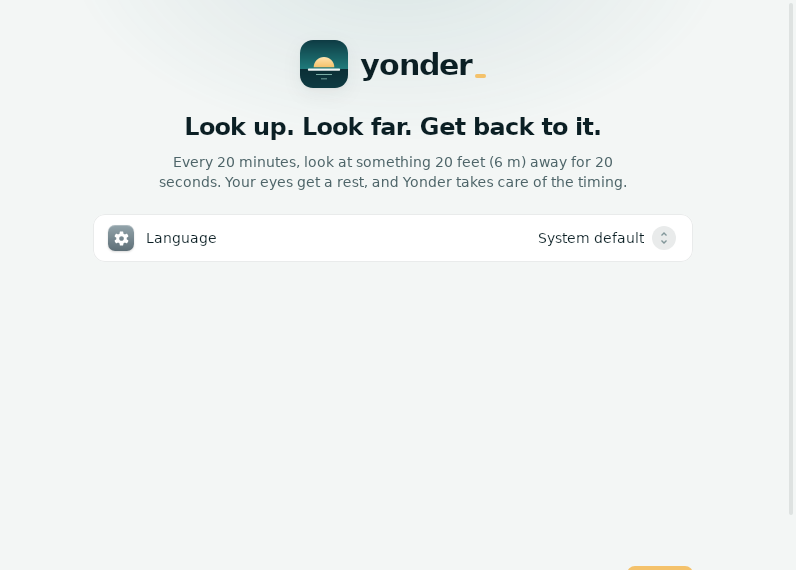 yonder_
Look up. Look far. Get back to it.
Every 20 minutes, look at something 20 feet (6 m) away for 20
seconds. Your eyes get a rest, and Yonder takes care of the timing.
Language
System default